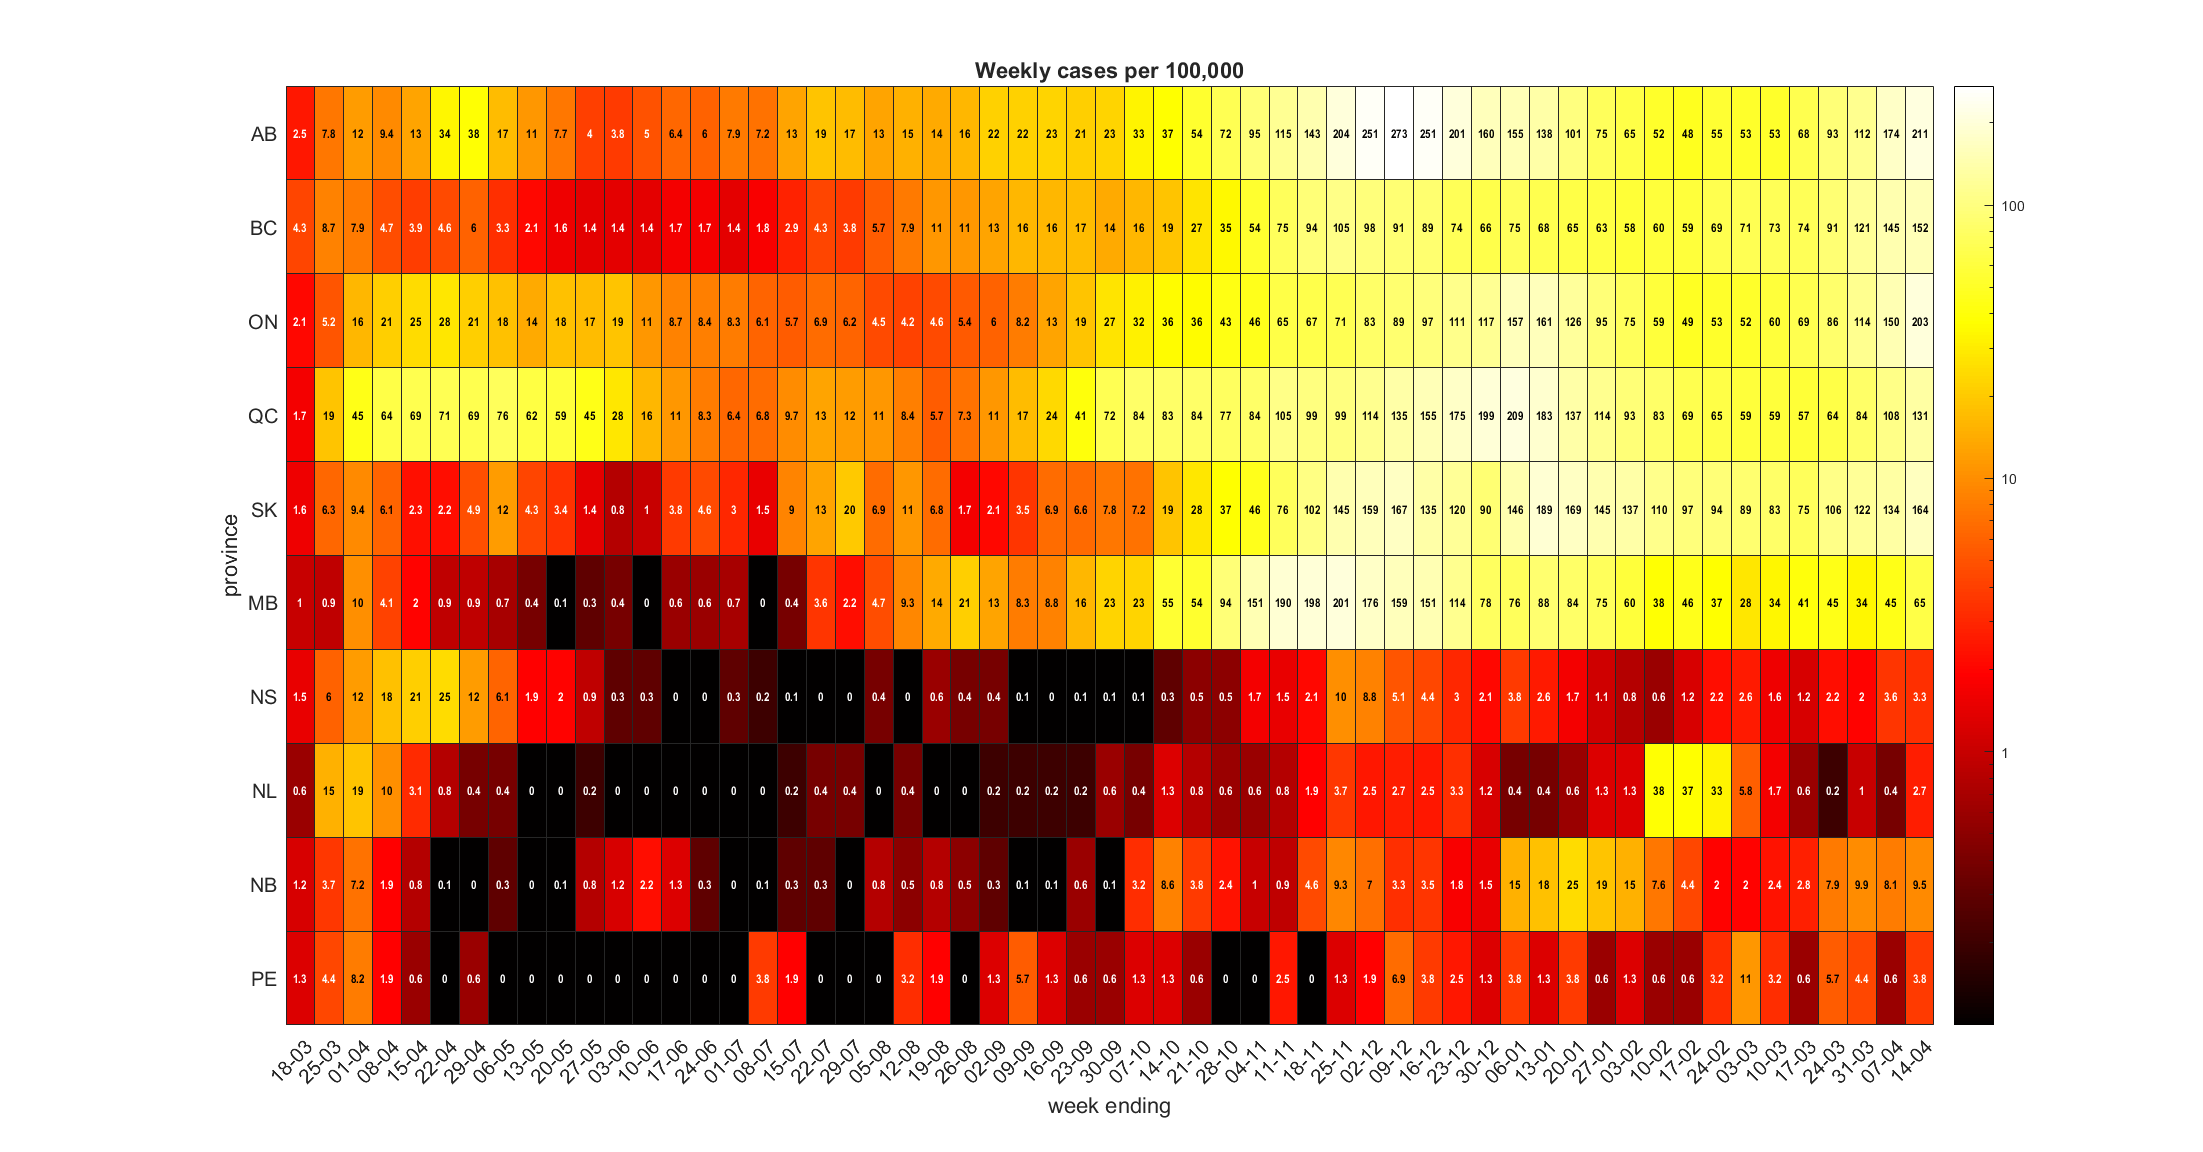 Weekly cases per 100,000
AB 2.5 7.8 12 9.4 13 34 38 17 11 7.7 4 3.8 5 6.4 6 7.9 7.2 13 19 17 13 15 14 16 22 22 23 21 23 33 37 54 72 95 115 143 204 251 273 251 201 160 155 138 101 75 65 52 48 55 53 53 68 93 112 174 211
100
BC 4.3 8.7 7.9 4.7 3.9 4.6 6 3.3 2.1 1.6 1.4 1.4 1.4 1.7 1.7 1.4 1.8 2.9 4.3 3.8 5.7 7.9 11 11 13 16 16 17 14 16 19 27 35 54 75 94 105 98 91 89 74 66 75 68 65 63 58 60 59 69 71 73 74 91 121 145 152
ON 2.1 5.2 16 21 25 28 21 18 14 18 17 19 11 8.7 8.4 8.3 6.1 5.7 6.9 6.2 4.5 4.2 4.6 5.4 6 8.2 13 19 27 32 36 36 43 46 65 67 71 83 89 97 111 117 157 161 126 95 75 59 49 53 52 60 69 86 114 150 203
QC 1.7 19 45 64 69 71 69 76 62 59 45 28 16 11 8.3 6.4 6.8 9.7 13 12 11 8.4 5.7 7.3 11 17 24 41 72 84 83 84 77 84 105 99 99 114 135 155 175 199 209 183 137 114 93 83 69 65 59 59 57 64 84 108 131
10
SK 1.6 6.3 9.4 6.1 2.3 2.2 4.9 12 4.3 3.4 1.4 0.8 1 3.8 4.6 3 1.5 9 13 20 6.9 11 6.8 1.7 2.1 3.5 6.9 6.6 7.8 7.2 19 28 37 46 76 102 145 159 167 135 120 90 146 189 169 145 137 110 97 94 89 83 75 106 122 134 164
province
MB 1 0.9 10 4.1 2 0.9 0.9 0.7 0.4 0.1 0.3 0.4 0 0.6 0.6 0.7 0 0.4 3.6 2.2 4.7 9.3 14 21 13 8.3 8.8 16 23 23 55 54 94 151 190 198 201 176 159 151 114 78 76 88 84 75 60 38 46 37 28 34 41 45 34 45 65
NS 1.5 6 12 18 21 25 12 6.1 1.9 2 0.9 0.3 0.3 0 0 0.3 0.2 0.1 0 0 0.4 0 0.6 0.4 0.4 0.1 0 0.1 0.1 0.1 0.3 0.5 0.5 1.7 1.5 2.1 10 8.8 5.1 4.4 3 2.1 3.8 2.6 1.7 1.1 0.8 0.6 1.2 2.2 2.6 1.6 1.2 2.2 2 3.6 3.3
1
NL 0.6 15 19 10 3.1 0.8 0.4 0.4 0 0 0.2 0 0 0 0 0 0 0.2 0.4 0.4 0 0.4 0 0 0.2 0.2 0.2 0.2 0.6 0.4 1.3 0.8 0.6 0.6 0.8 1.9 3.7 2.5 2.7 2.5 3.3 1.2 0.4 0.4 0.6 1.3 1.3 38 37 33 5.8 1.7 0.6 0.2 1 0.4 2.7
NB 1.2 3.7 7.2 1.9 0.8 0.1 0 0.3 0 0.1 0.8 1.2 2.2 1.3 0.3 0 0.1 0.3 0.3 0 0.8 0.5 0.8 0.5 0.3 0.1 0.1 0.6 0.1 3.2 8.6 3.8 2.4 1 0.9 4.6 9.3 7 3.3 3.5 1.8 1.5 15 18 25 19 15 7.6 4.4 2 2 2.4 2.8 7.9 9.9 8.1 9.5
PE 1.3 4.4 8.2 1.9 0.6 0 0.6 0 0 0 0 0 0 0 0 0 3.8 1.9 0 0 0 3.2 1.9 0 1.3 5.7 1.3 0.6 0.6 1.3 1.3 0.6 0 0 2.5 0 1.3 1.9 6.9 3.8 2.5 1.3 3.8 1.3 3.8 0.6 1.3 0.6 0.6 3.2 11 3.2 0.6 5.7 4.4 0.6 3.8
18-03 25-03 01-04 08-04 15-04 22-04 29-04 06-05 13-05 20-05 27-05 03-06 10-06 17-06 24-06 01-07 08-07 15-07 22-07 29-07 05-08 12-08 19-08 26-08 02-09 09-09 16-09 23-09 30-09 07-10 14-10 21-10 28-10 04-11 11-11 18-11 25-11 02-12 09-12 16-12 23-12 30-12 06-01 13-01 20-01 27-01 03-02 10-02 17-02 24-02 03-03 10-03 17-03 24-03 31-03 07-04 14-04
week ending